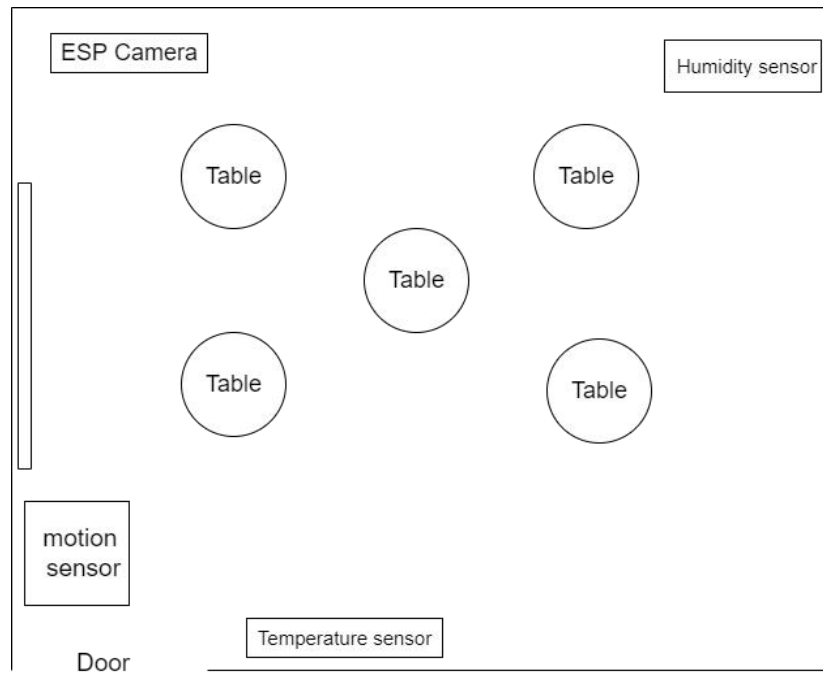 ESP Camera
Humidity sensor
Table
Table
Table
Table
Table
motion
sensor
Temperature sensor
Door